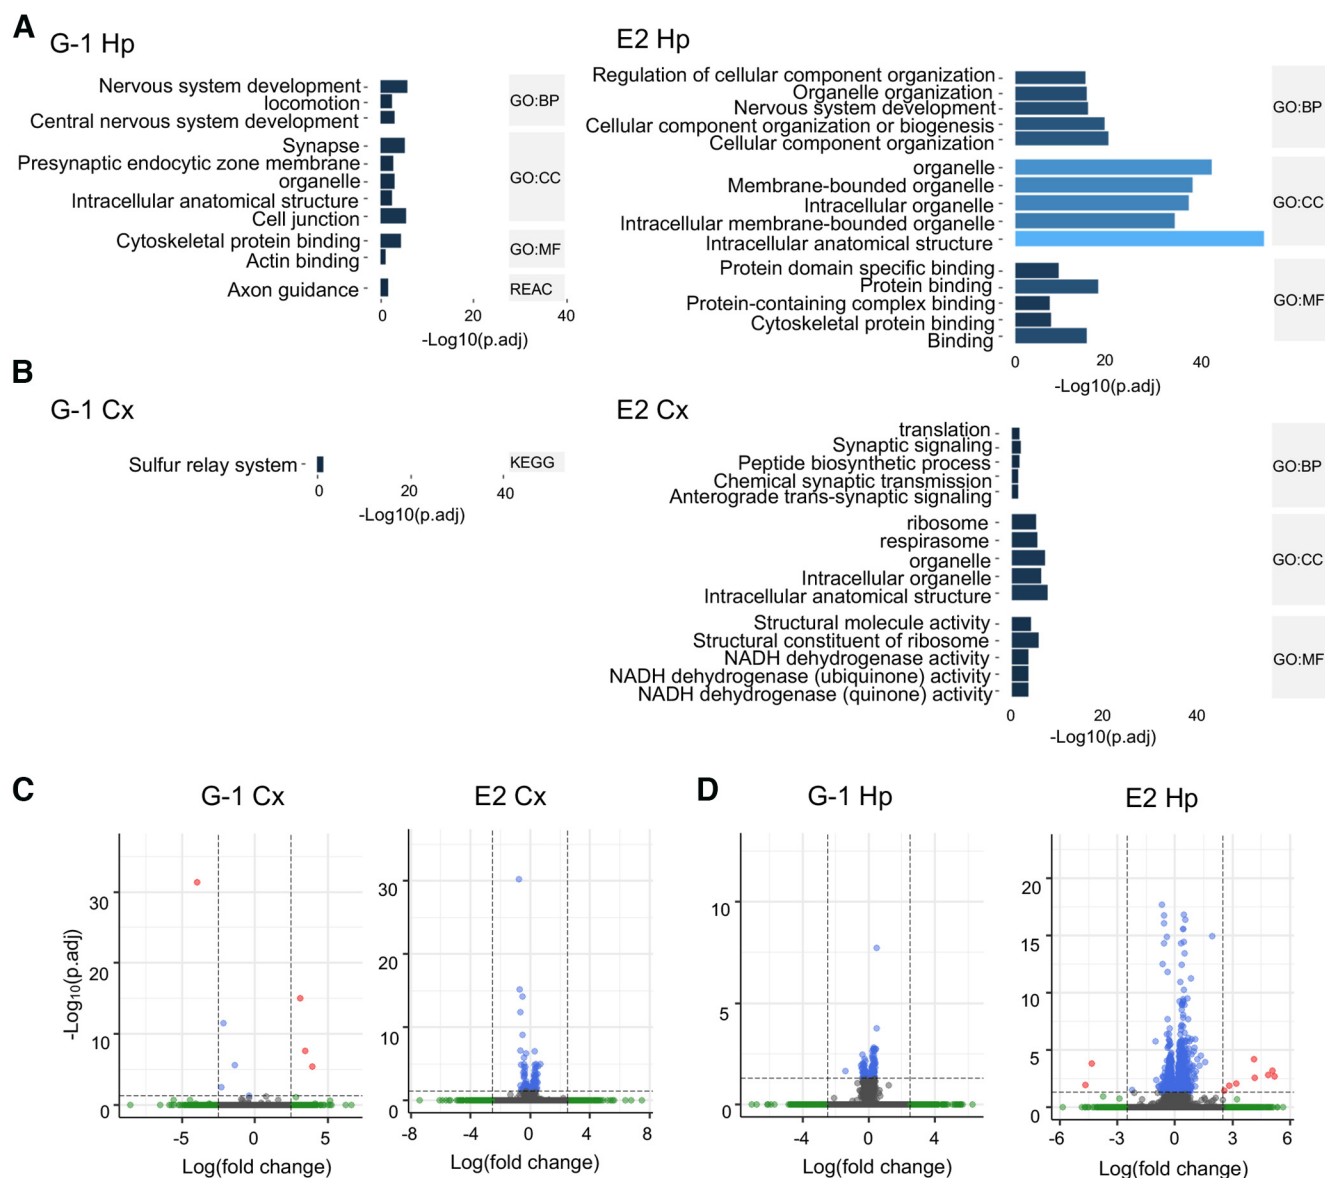 A
G-1 Hp
Nervous system development
locomotion
Central nervous system development
GO:BP
Synapse
Presynaptic endocytic zone membrane
organelle
Intracellular anatomical structure
Cell junction
GO:CC
Cytoskeletal protein binding
Actin binding
GO:MF
Axon guidance
REAC
0 20 40
-Log10(p.adj)
E2 Hp
Regulation of cellular component organization
Organelle organization
Nervous system development
Cellular component organization or biogenesis
Cellular component organization
GO:BP
organelle
Membrane-bounded organelle
Intracellular organelle
Intracellular membrane-bounded organelle
Intracellular anatomical structure
GO:CC
Protein domain specific binding
Protein binding
Protein-containing complex binding
Cytoskeletal protein binding
Binding
GO:MF
0 20 40
-Log10(p.adj)
B
G-1 Cx
Sulfur relay system
KEGG
0 20 40
-Log10(p.adj)
E2 Cx
translation
Synaptic signaling
Peptide biosynthetic process
Chemical synaptic transmission
Anterograde trans-synaptic signaling
GO:BP
ribosome
respirasome
organelle
Intracellular organelle
Intracellular anatomical structure
GO:CC
Structural molecule activity
Structural constituent of ribosome
NADH dehydrogenase activity
NADH dehydrogenase (ubiquinone) activity
NADH dehydrogenase (quinone) activity
GO:MF
0 20 40
-Log10(p.adj)
C
G-1 Cx
-Log10(p.adj)
30
20
10
0
-5 0 5
Log(fold change)
E2 Cx
30
20
10
0
-8 -4 0 4 8
Log(fold change)
D
G-1 Hp
10
5
0
-4 0 4
Log(fold change)
E2 Hp
20
15
10
5
0
-6 -3 0 3 6
Log(fold change)